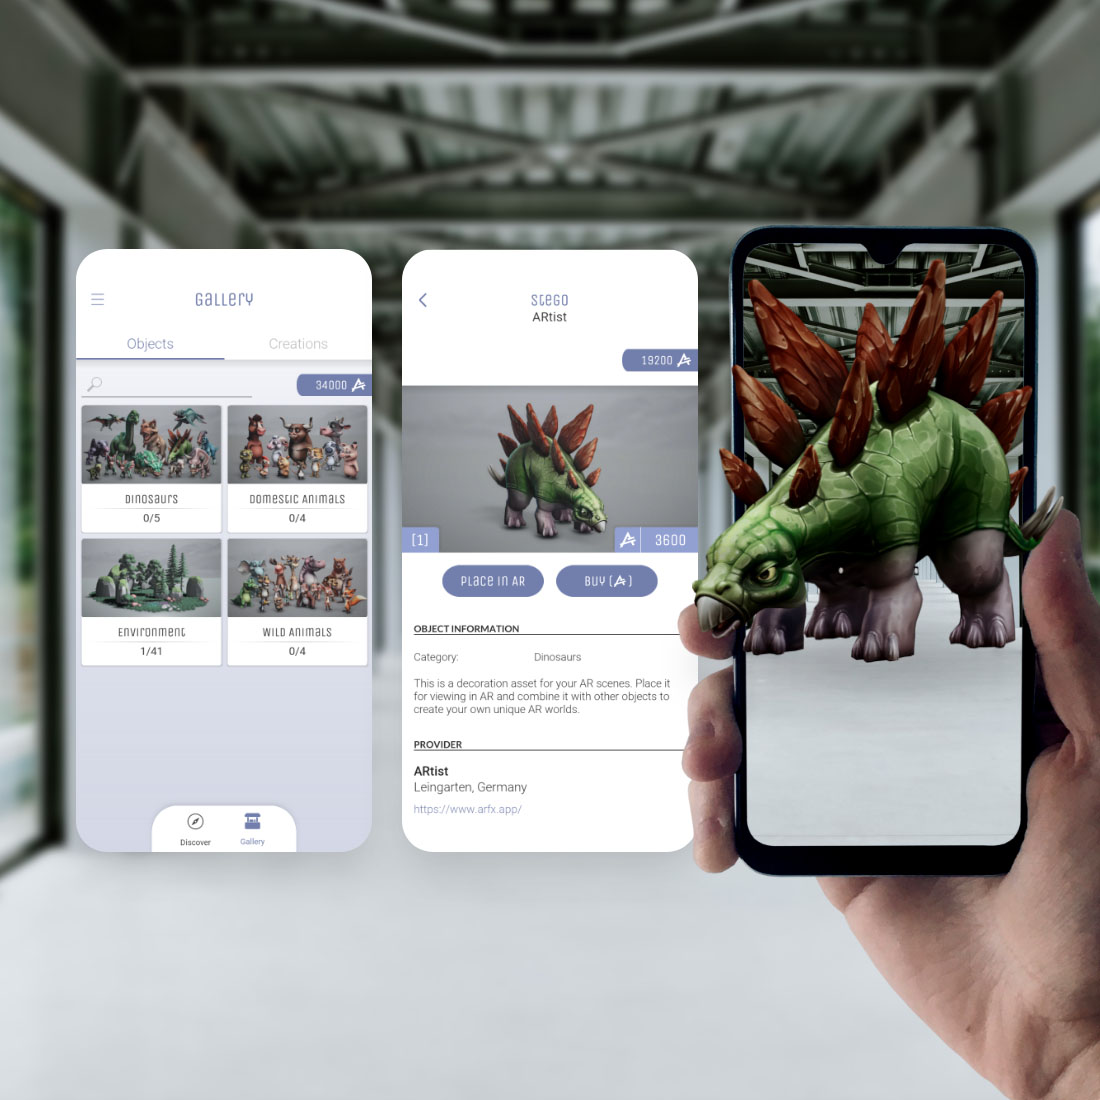 Gallery
Objects
Creations
34000
Dinosaurs
0/5
Domestic Animals
0/4
Environment
1/41
Wild Animals
0/4
Discover
Gallery
Stego
ARtist
19200
[1]
3600
Place in AR
Buy ( )
OBJECT INFORMATION
Category:
Dinosaurs
This is a decoration asset for your AR scenes. Place it
for viewing in AR and combine it with other objects to
create your own unique AR worlds.
PROVIDER
ARtist
Leingarten, Germany
https://www.arfx.app/